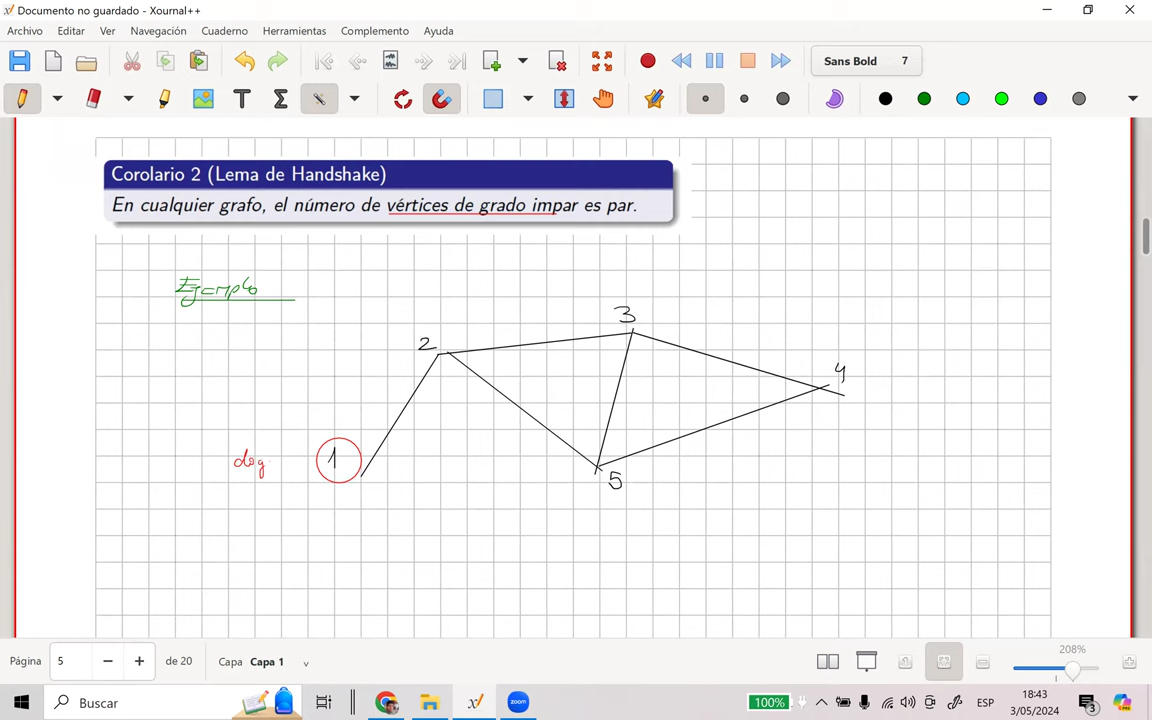 Documento no guardado - Xournal++
Archivo Editar Ver Navegación Cuaderno Herramientas Complemento Ayuda
Sans Bold 7
Corolario 2 (Lema de Handshake)
En cualquier grafo, el número de vértices de grado impar es par.
Ejemplo
3
2
4
deg 1
5
Página 5 de 20 Capa Capa 1 208%
Buscar
zoom
100% ESP 18:43
3/05/2024 3